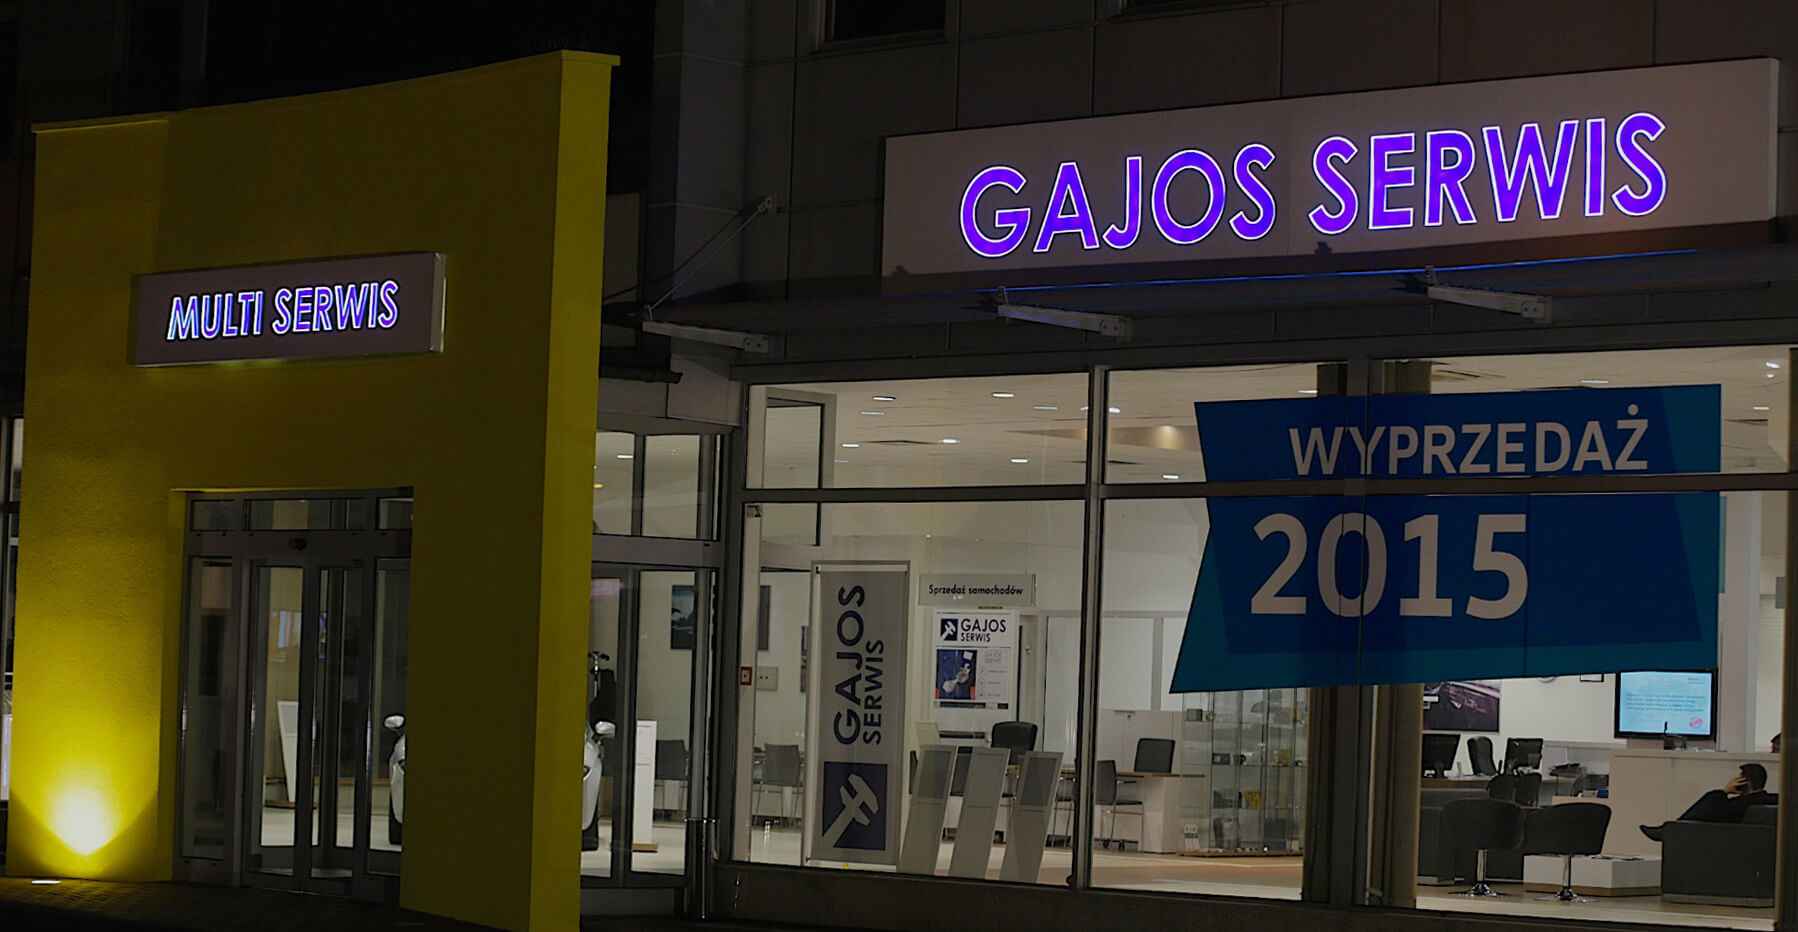 MULTI SERWIS
GAJOS SERWIS
WYPRZEDAŻ
2015
GAJOS
SERWIS
Sprzedaż samochodów
GAJOS
SERWIS